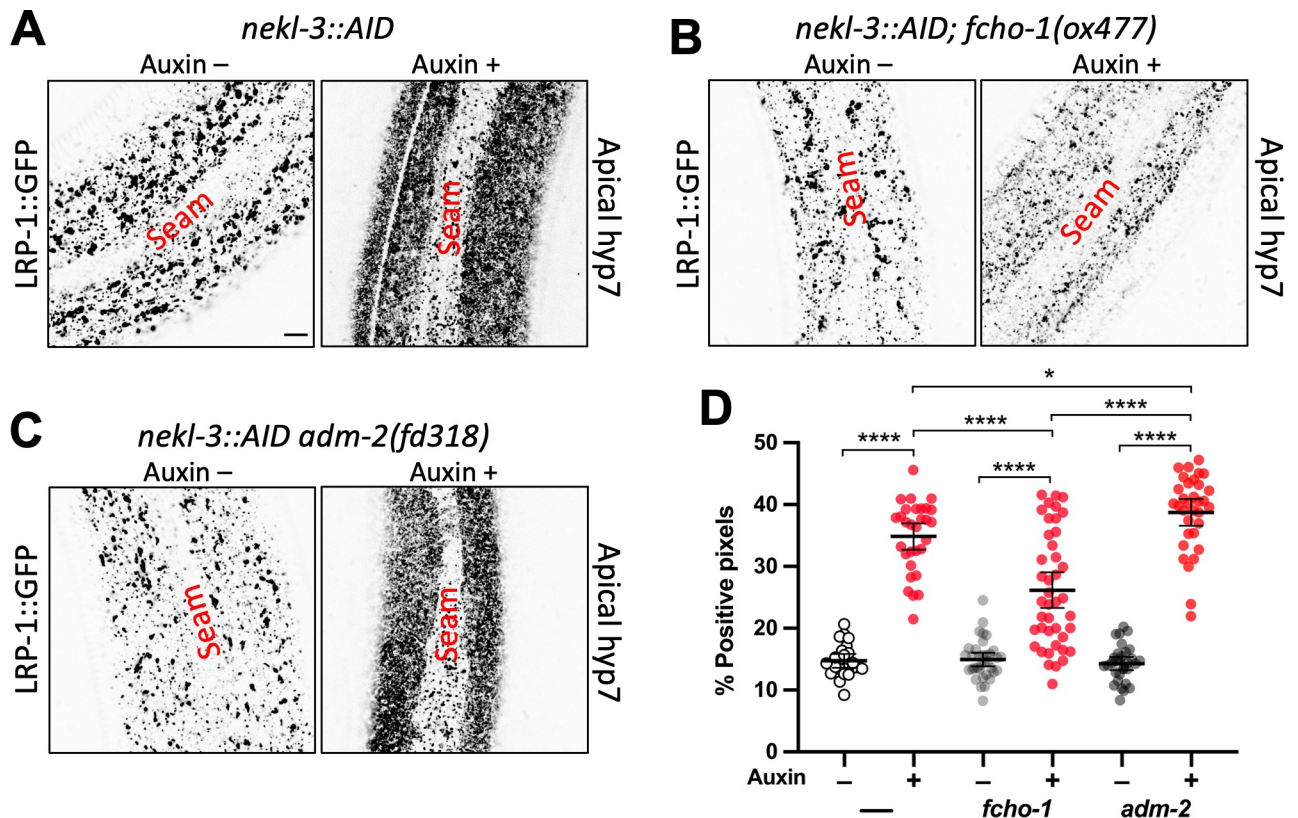 A
nekl-3::AID
Auxin –
Auxin +
LRP-1::GFP
Seam
Seam
Apical hyp7
B
nekl-3::AID; fcho-1(ox477)
Auxin –
Auxin +
LRP-1::GFP
Seam
Seam
Apical hyp7
C
nekl-3::AID adm-2(fd318)
Auxin –
Auxin +
LRP-1::GFP
Seam
Seam
Apical hyp7
D
*
****
****
****
****
****
% Positive pixels
50
40
30
20
10
0
Auxin – + – + – +
— fcho-1 adm-2